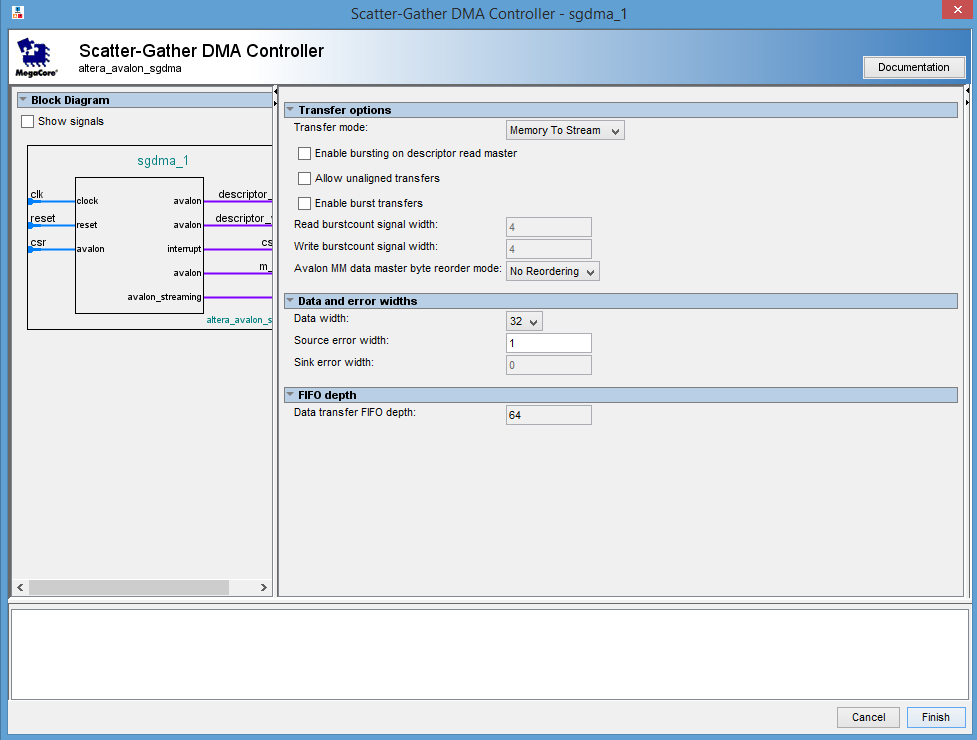 Scatter-Gather DMA Controller - sgdma_1
Scatter-Gather DMA Controller
altera_avalon_sgdma
MegaCore®
Documentation
Block Diagram
Show signals
sgdma_1
clk
clock
avalon
descriptor_
reset
reset
avalon
descriptor_
csr
avalon
interrupt
cs
avalon
m_
avalon_streaming
altera_avalon_s
Transfer options
Transfer mode: Memory To Stream
Enable bursting on descriptor read master
Allow unaligned transfers
Enable burst transfers
Read burstcount signal width: 4
Write burstcount signal width: 4
Avalon MM data master byte reorder mode: No Reordering
Data and error widths
Data width: 32
Source error width: 1
Sink error width: 0
FIFO depth
Data transfer FIFO depth: 64
Cancel
Finish